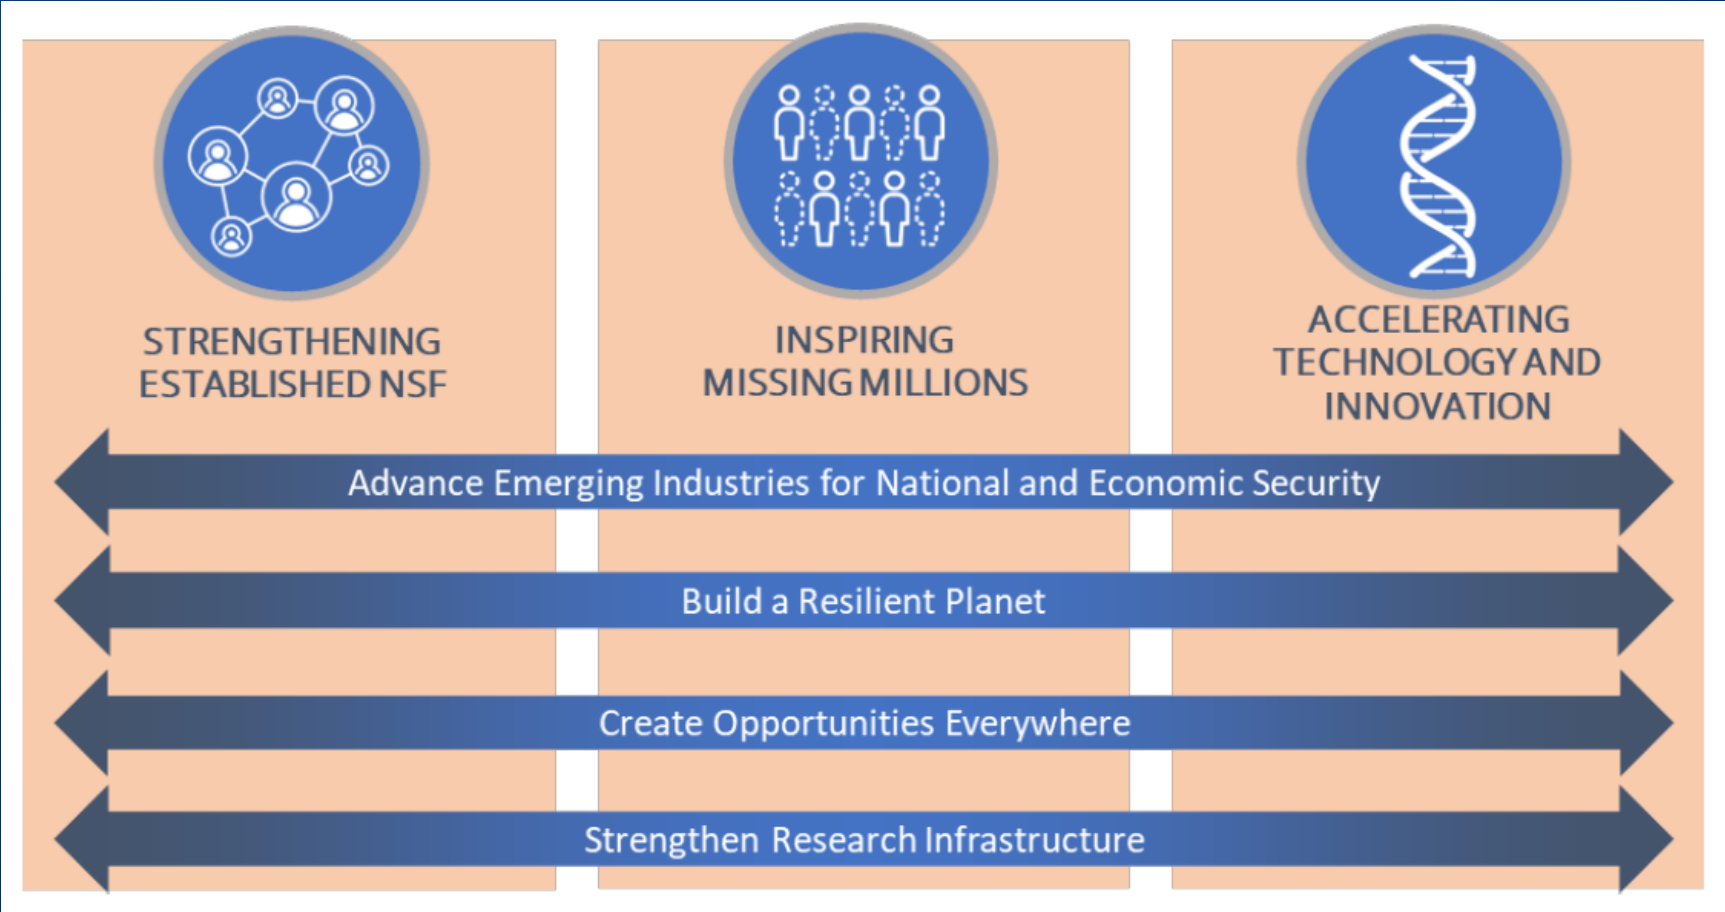 STRENGTHENING
ESTABLISHED NSF
INSPIRING
MISSING MILLIONS
ACCELERATING
TECHNOLOGY AND
INNOVATION
Advance Emerging Industries for National and Economic Security
Build a Resilient Planet
Create Opportunities Everywhere
Strengthen Research Infrastructure